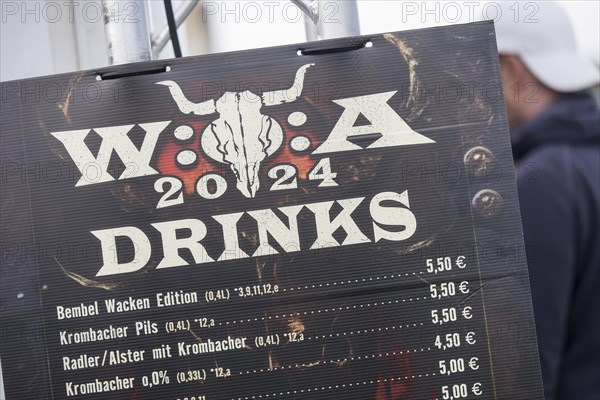 W:O:A
2024
DRINKS
Bembel Wacken Edition (0,4L) *3,9,11,12,e 5,50 €
Krombacher Pils (0,4L) *12,a 5,50 €
Radler/Alster mit Krombacher (0,4L) *12,a 5,50 €
Krombacher 0,0% (0,33L) *12,a 4,50 €
5,00 €
5,00 €